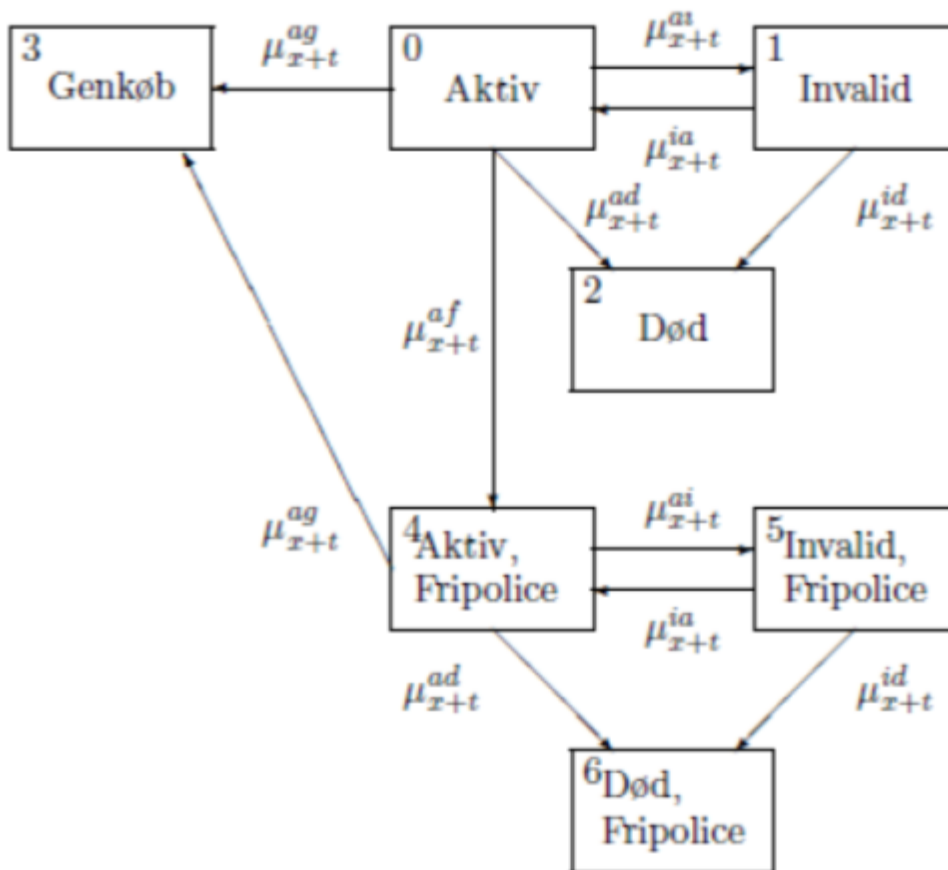 3
Genkøb
μ^{ag}_{x+t}
0
Aktiv
μ^{ai}_{x+t}
μ^{ia}_{x+t}
1
Invalid
μ^{ad}_{x+t}
μ^{id}_{x+t}
2
Død
μ^{af}_{x+t}
μ^{ag}_{x+t}
4
Aktiv,
Fripolice
μ^{ai}_{x+t}
μ^{ia}_{x+t}
5
Invalid,
Fripolice
μ^{ad}_{x+t}
μ^{id}_{x+t}
6
Død,
Fripolice